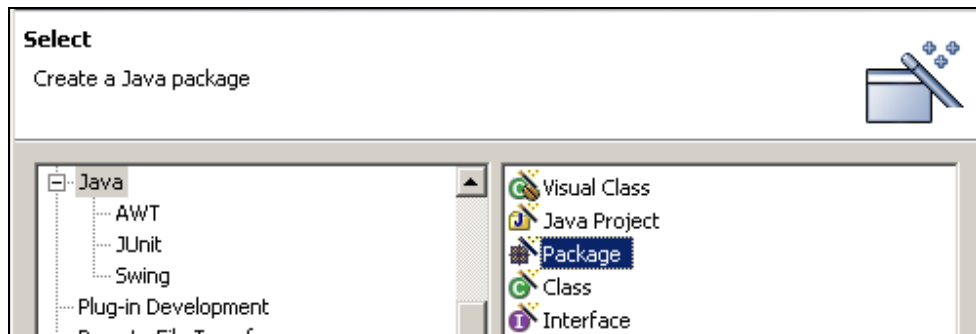 Select
Create a Java package
Java
AWT
JUnit
Swing
Plug-in Development
Visual Class
Java Project
Package
Class
Interface